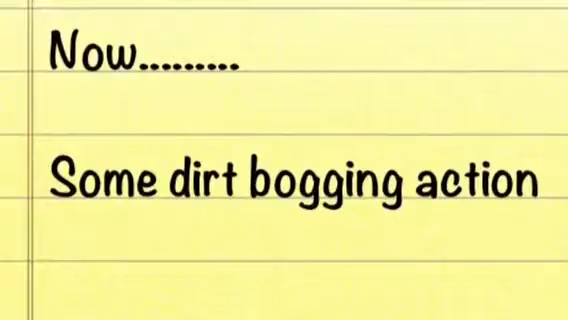 Now.........
Some dirt bogging action